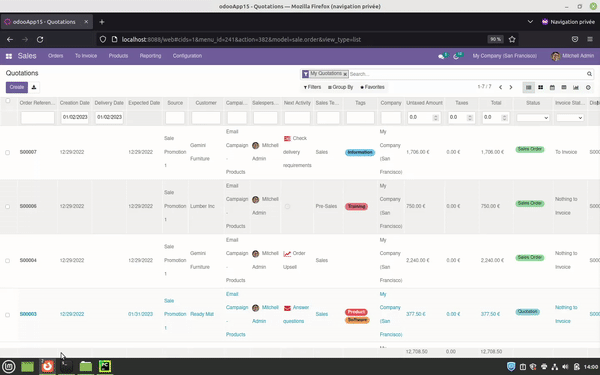 odooApp15 - Quotations — Mozilla Firefox (navigation privée)
odooApp15 - Quotations × + Navigation privée
localhost:8088/web#cids=1&menu_id=241&action=382&model=sale.order&view_type=list 90 %
Sales Orders To Invoice Products Reporting Configuration My Company (San Francisco) Mitchell Admin
Quotations My Quotations × Search...
Create Filters Group By Favorites 1-7 / 7
Order Referen... Creation Date Delivery Date Expected Date Source Customer Campai... Salespers... Next Activity Sales Te... Tags Company Untaxed Amount Taxes Total Status Invoice Stat...
01/02/2023 01/02/2023 0.0 0.0 0.0
S00007 12/29/2022 Sale Promotion 1 Gemini Furniture Email Campaign - Products Mitchell Admin Check delivery requirements Sales Information My Company (San Francisco) 1,706.00 € 0.00 € 1,706.00 € Sales Order To Invoice S000
S00006 12/29/2022 Sale Promotion 1 Lumber Inc Email Campaign - Products Mitchell Admin Pre-Sales Training My Company (San Francisco) 750.00 € 0.00 € 750.00 € Sales Order Nothing to Invoice S000
S00004 12/29/2022 Sale Promotion 1 Gemini Furniture Email Campaign - Products Mitchell Admin Order Upsell Sales My Company (San Francisco) 2,240.00 € 0.00 € 2,240.00 € Sales Order Nothing to Invoice S000
S00003 12/29/2022 01/31/2023 Sale Promotion 1 Ready Mat Email Campaign - Products Mitchell Admin Answer questions Sales Product Software My Company (San Francisco) 377.50 € 0.00 € 377.50 € Quotation Nothing to Invoice S000
My
12,708.50 0.00 12,708.50
14:00